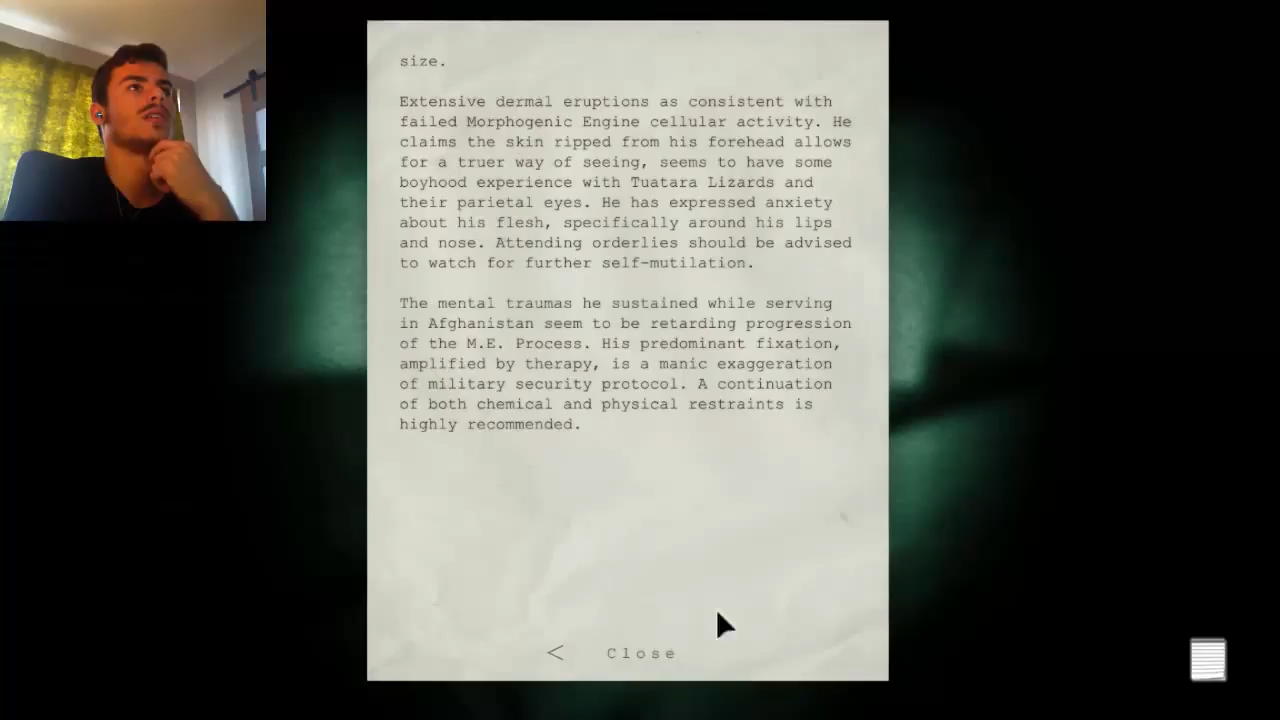 size.
Extensive dermal eruptions as consistent with
failed Morphogenic Engine cellular activity. He
claims the skin ripped from his forehead allows
for a truer way of seeing, seems to have some
boyhood experience with Tuatara Lizards and
their parietal eyes. He has expressed anxiety
about his flesh, specifically around his lips
and nose. Attending orderlies should be advised
to watch for further self-mutilation.
The mental traumas he sustained while serving
in Afghanistan seem to be retarding progression
of the M.E. Process. His predominant fixation,
amplified by therapy, is a manic exaggeration
of military security protocol. A continuation
of both chemical and physical restraints is
highly recommended.
< Close